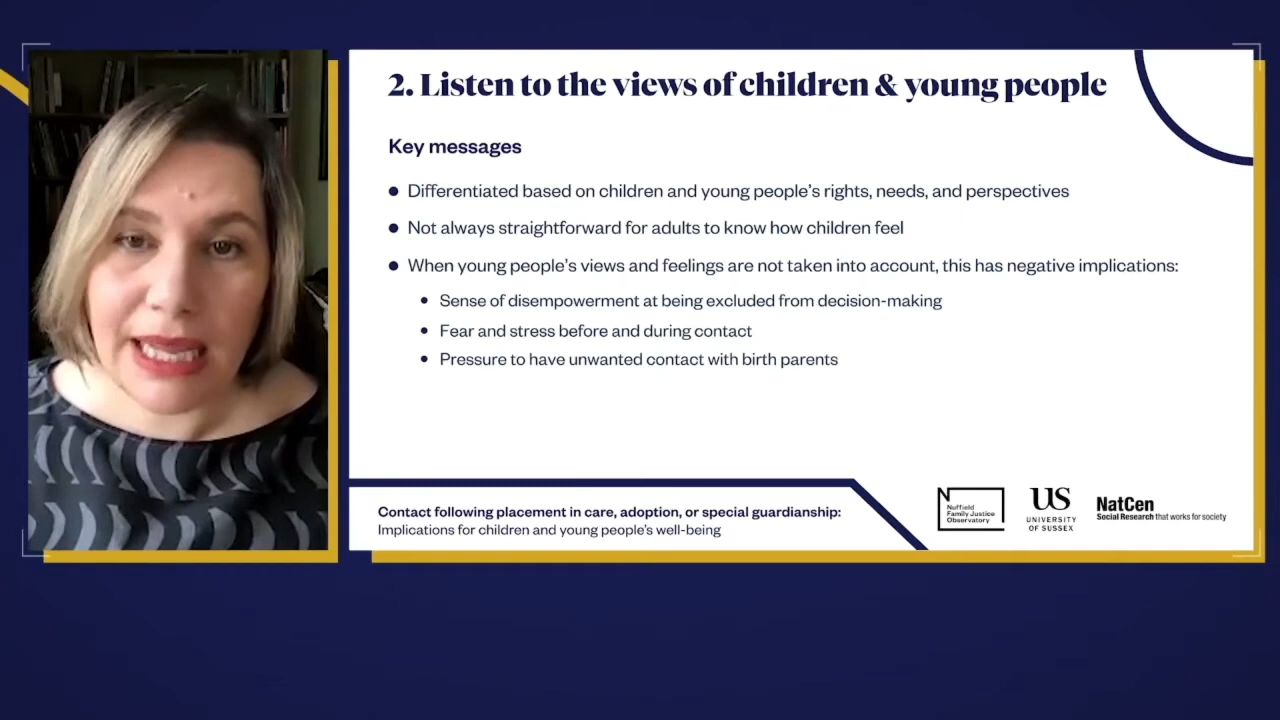 2. Listen to the views of children & young people
Key messages
• Differentiated based on children and young people's rights, needs, and perspectives
• Not always straightforward for adults to know how children feel
• When young people's views and feelings are not taken into account, this has negative implications:
• Sense of disempowerment at being excluded from decision-making
• Fear and stress before and during contact
• Pressure to have unwanted contact with birth parents
Contact following placement in care, adoption, or special guardianship:
Implications for children and young people's well-being
Nuffield
Family Justice
Observatory
US
UNIVERSITY
OF SUSSEX
NatCen
Social Research that works for society